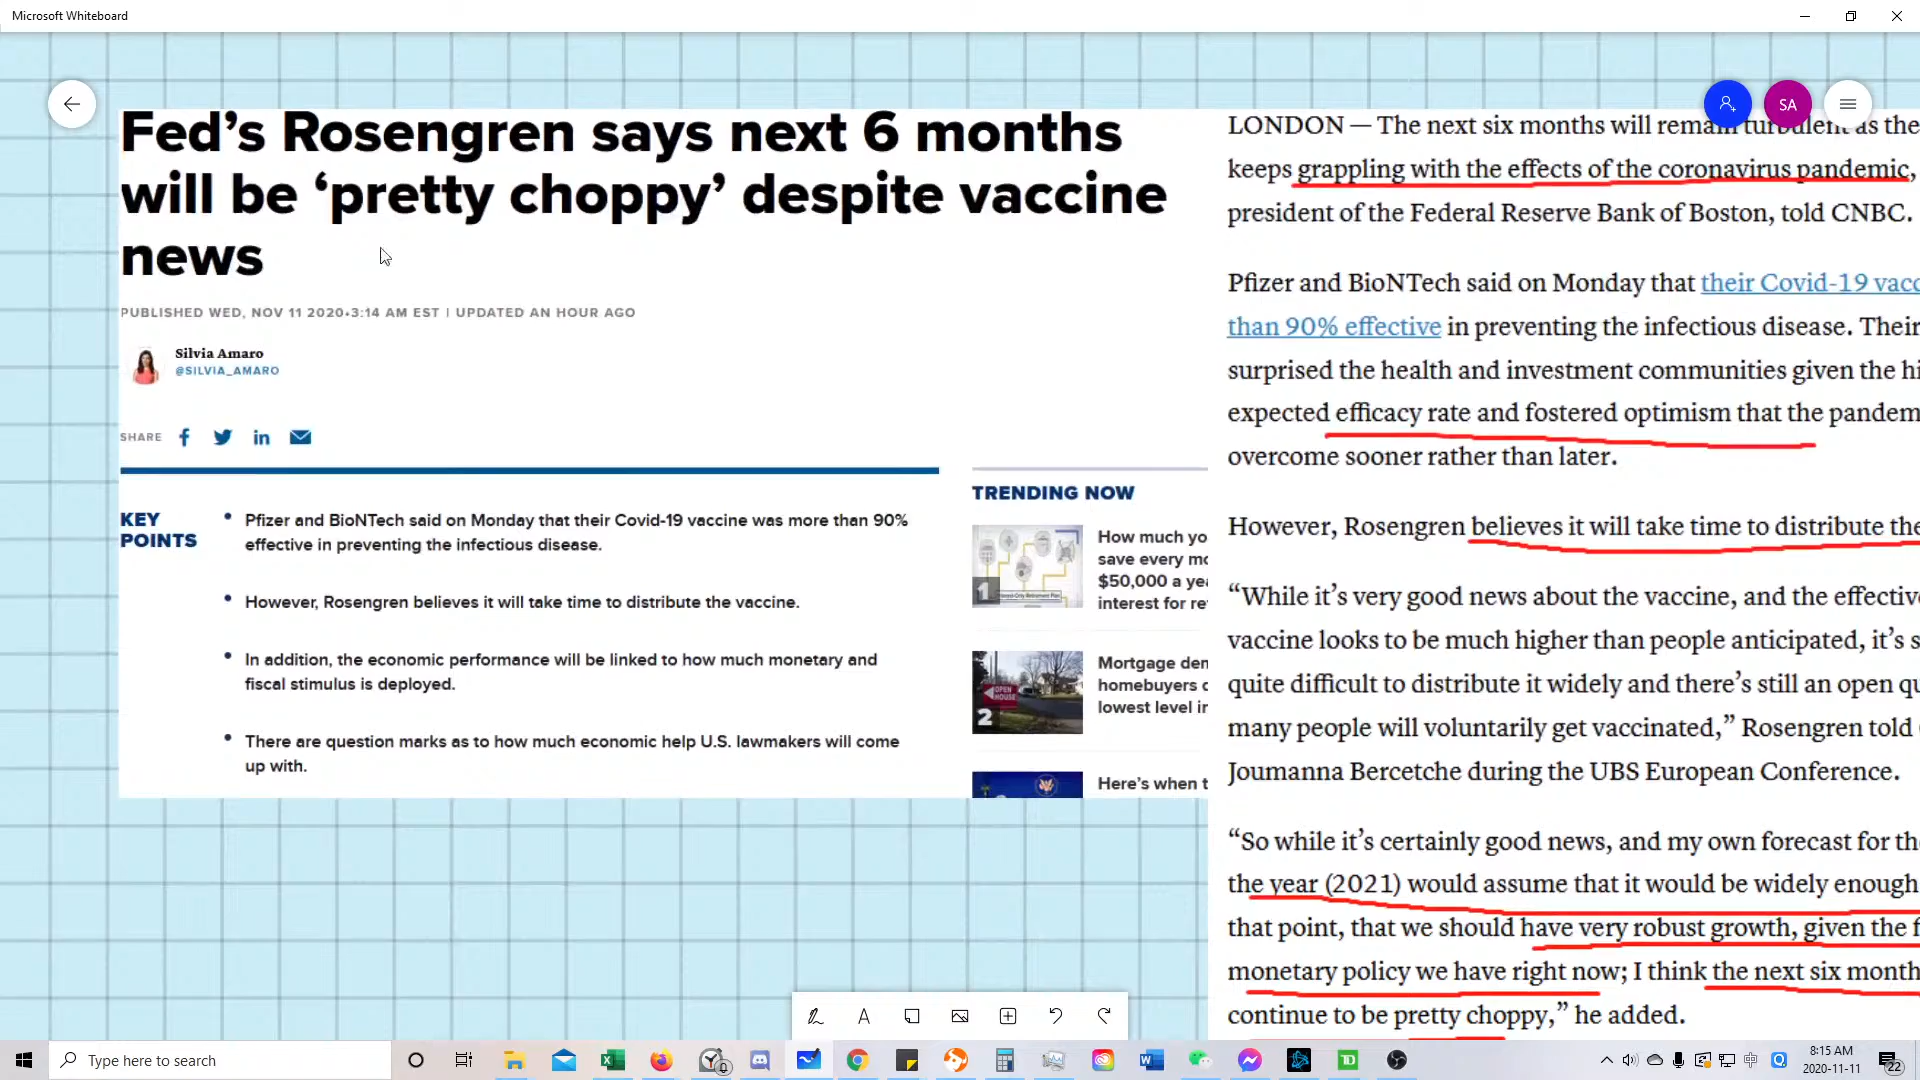 Microsoft Whiteboard
SA
Fed’s Rosengren says next 6 months
will be ‘pretty choppy’ despite vaccine
news
PUBLISHED WED, NOV 11 2020•3:14 AM EST | UPDATED AN HOUR AGO
Silvia Amaro
@SILVIA_AMARO
SHARE
KEY
POINTS
Pfizer and BioNTech said on Monday that their Covid-19 vaccine was more than 90%
effective in preventing the infectious disease.
However, Rosengren believes it will take time to distribute the vaccine.
In addition, the economic performance will be linked to how much monetary and
fiscal stimulus is deployed.
There are question marks as to how much economic help U.S. lawmakers will come
up with.
TRENDING NOW
1
How much yo
save every mo
$50,000 a yea
interest for re
OPEN
HOUSE
2
Mortgage den
homebuyers
lowest level i
Here’s when t
LONDON — The next six months will remain turbulent as the
keeps grappling with the effects of the coronavirus pandemic,
president of the Federal Reserve Bank of Boston, told CNBC.
Pfizer and BioNTech said on Monday that their Covid-19 vacc
than 90% effective in preventing the infectious disease. Their
surprised the health and investment communities given the hi
expected efficacy rate and fostered optimism that the pandem
overcome sooner rather than later.
However, Rosengren believes it will take time to distribute the
“While it’s very good news about the vaccine, and the effective
vaccine looks to be much higher than people anticipated, it’s s
quite difficult to distribute it widely and there’s still an open qu
many people will voluntarily get vaccinated,” Rosengren told
Joumanna Bercetche during the UBS European Conference.
“So while it’s certainly good news, and my own forecast for th
the year (2021) would assume that it would be widely enough
that point, that we should have very robust growth, given the f
monetary policy we have right now; I think the next six month
continue to be pretty choppy,” he added.
Type here to search
8:15 AM
2020-11-11
22